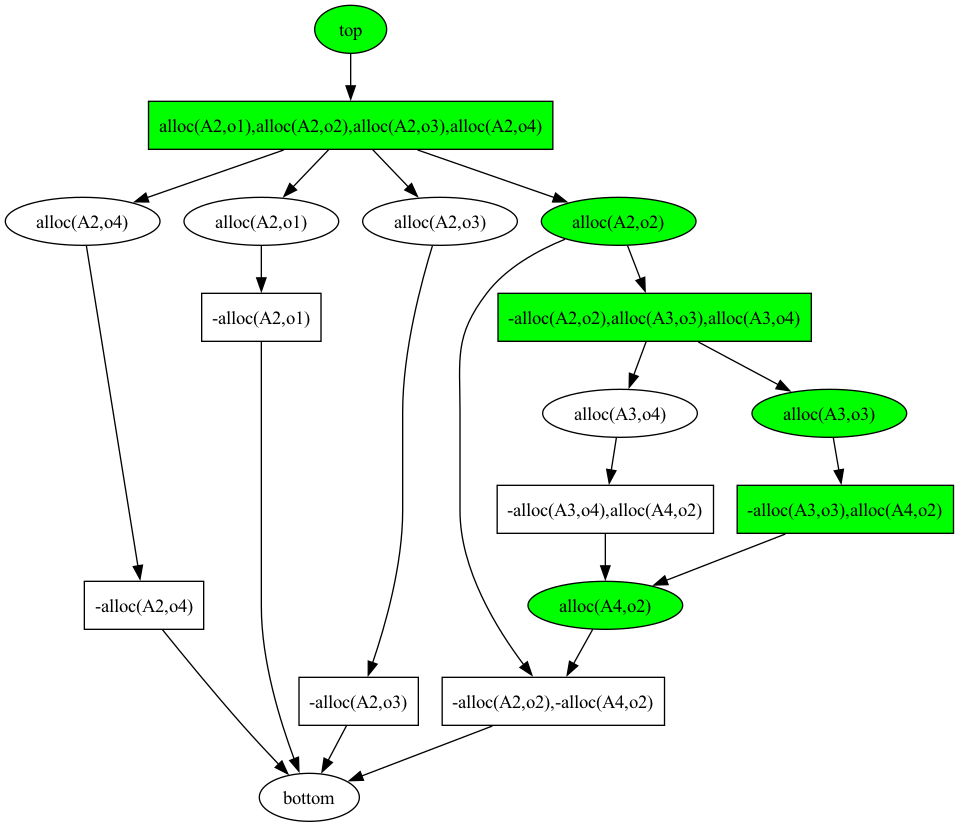 top
alloc(A2,o1),alloc(A2,o2),alloc(A2,o3),alloc(A2,o4)
alloc(A2,o4)
alloc(A2,o1)
alloc(A2,o3)
alloc(A2,o2)
-alloc(A2,o1)
-alloc(A2,o2),alloc(A3,o3),alloc(A3,o4)
alloc(A3,o4)
alloc(A3,o3)
-alloc(A3,o4),alloc(A4,o2)
-alloc(A3,o3),alloc(A4,o2)
-alloc(A2,o4)
alloc(A4,o2)
-alloc(A2,o3)
-alloc(A2,o2),-alloc(A4,o2)
bottom